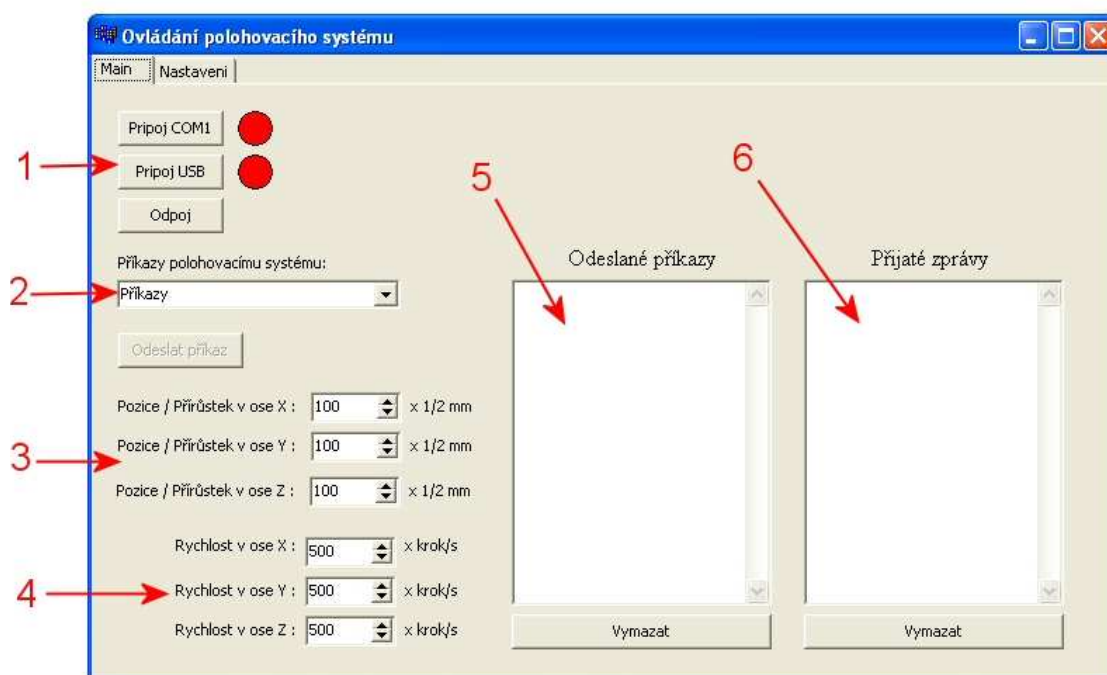 Ovládání polohovacího systému
Main Nastaveni
Pripoj COM1
1
Pripoj USB
Odpoj
Příkazy polohovacímu systému:
2
Příkazy
Odeslat příkaz
Pozice / Přírůstek v ose X : 100 x 1/2 mm
Pozice / Přírůstek v ose Y : 100 x 1/2 mm
3
Pozice / Přírůstek v ose Z : 100 x 1/2 mm
Rychlost v ose X : 500 x krok/s
4
Rychlost v ose Y : 500 x krok/s
Rychlost v ose Z : 500 x krok/s
5
Odeslané příkazy
Vymazat
6
Přijaté zprávy
Vymazat